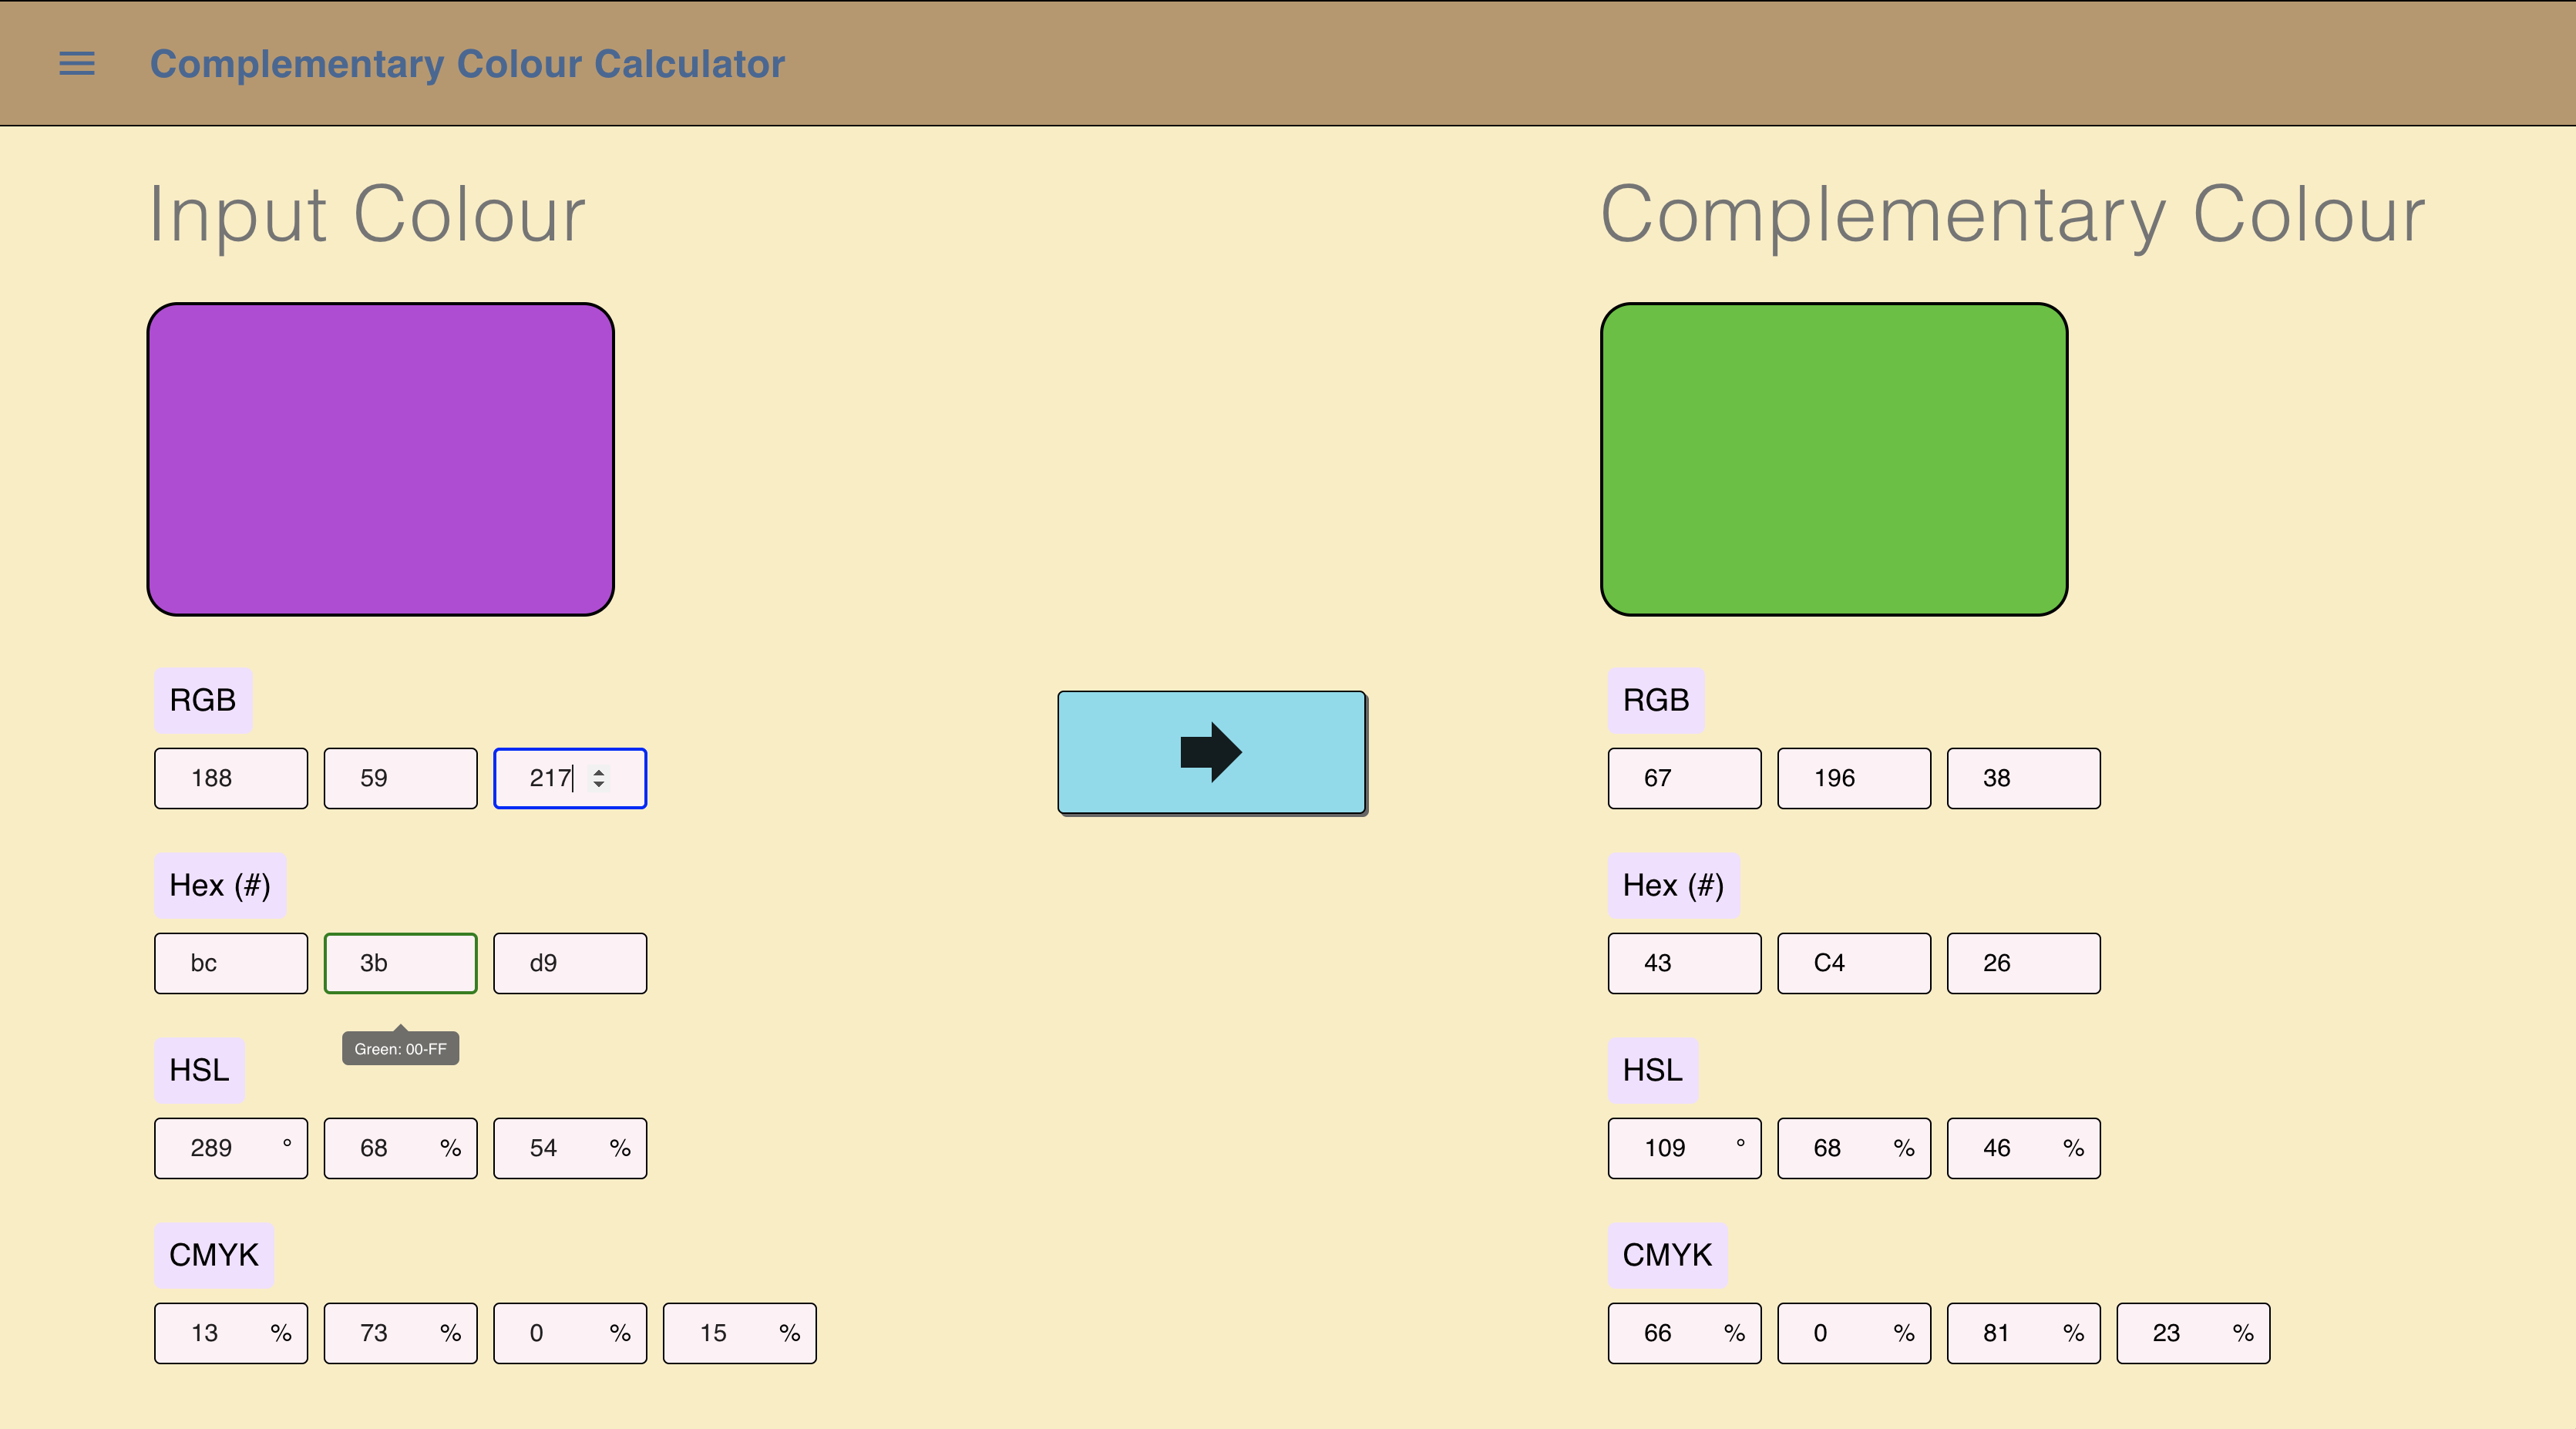 Complementary Colour Calculator
Input Colour
Complementary Colour
RGB
188 59 217
Hex (#)
bc 3b d9
Green: 00-FF
HSL
289 ° 68 % 54 %
CMYK
13 % 73 % 0 % 15 %
RGB
67 196 38
Hex (#)
43 C4 26
HSL
109 ° 68 % 46 %
CMYK
66 % 0 % 81 % 23 %